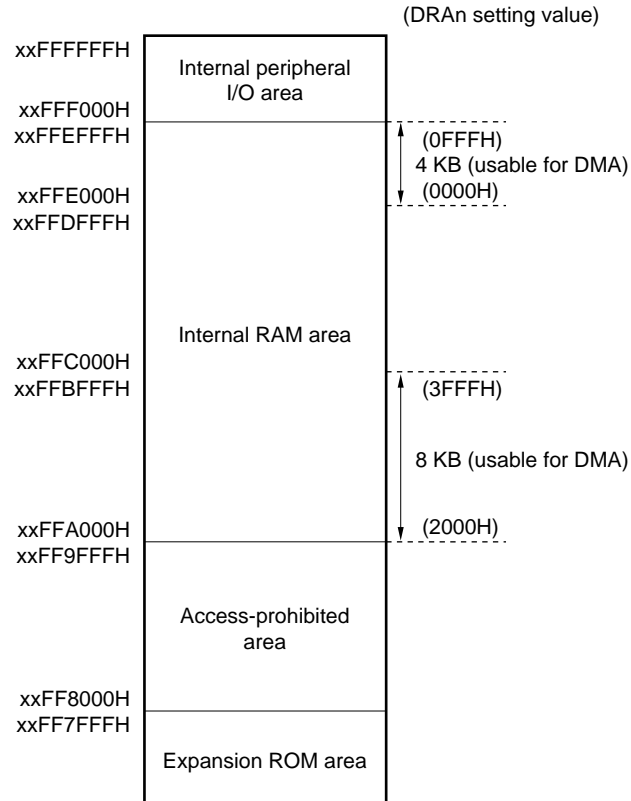 (DRAn setting value)
xxFFFFFFH
Internal peripheral
I/O area
xxFFF000H
xxFFEFFFH
(0FFFH)
4 KB (usable for DMA)
xxFFE000H
(0000H)
xxFFDFFFH
Internal RAM area
xxFFC000H
xxFFBFFFH
(3FFFH)
8 KB (usable for DMA)
xxFFA000H
(2000H)
xxFF9FFFH
Access-prohibited
area
xxFF8000H
xxFF7FFFH
Expansion ROM area